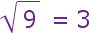 √9 = 3